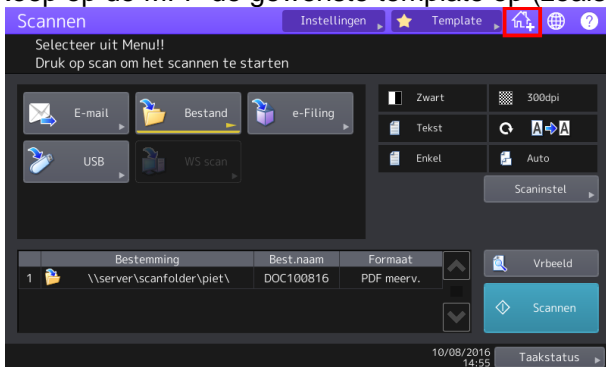 Scannen Instellingen Template ?
Selecteer uit Menu!!
Druk op scan om het scannen te starten
E-mail Bestand e-Filing
USB WS scan
Zwart 300dpi
Tekst A A
Enkel Auto
Scaninstel
Bestemming Best.naam Formaat
1 \\server\scanfolder\piet\ DOC100816 PDF meerv.
Vrbeeld
Scannen
10/08/2016
14:55
Taakstatus